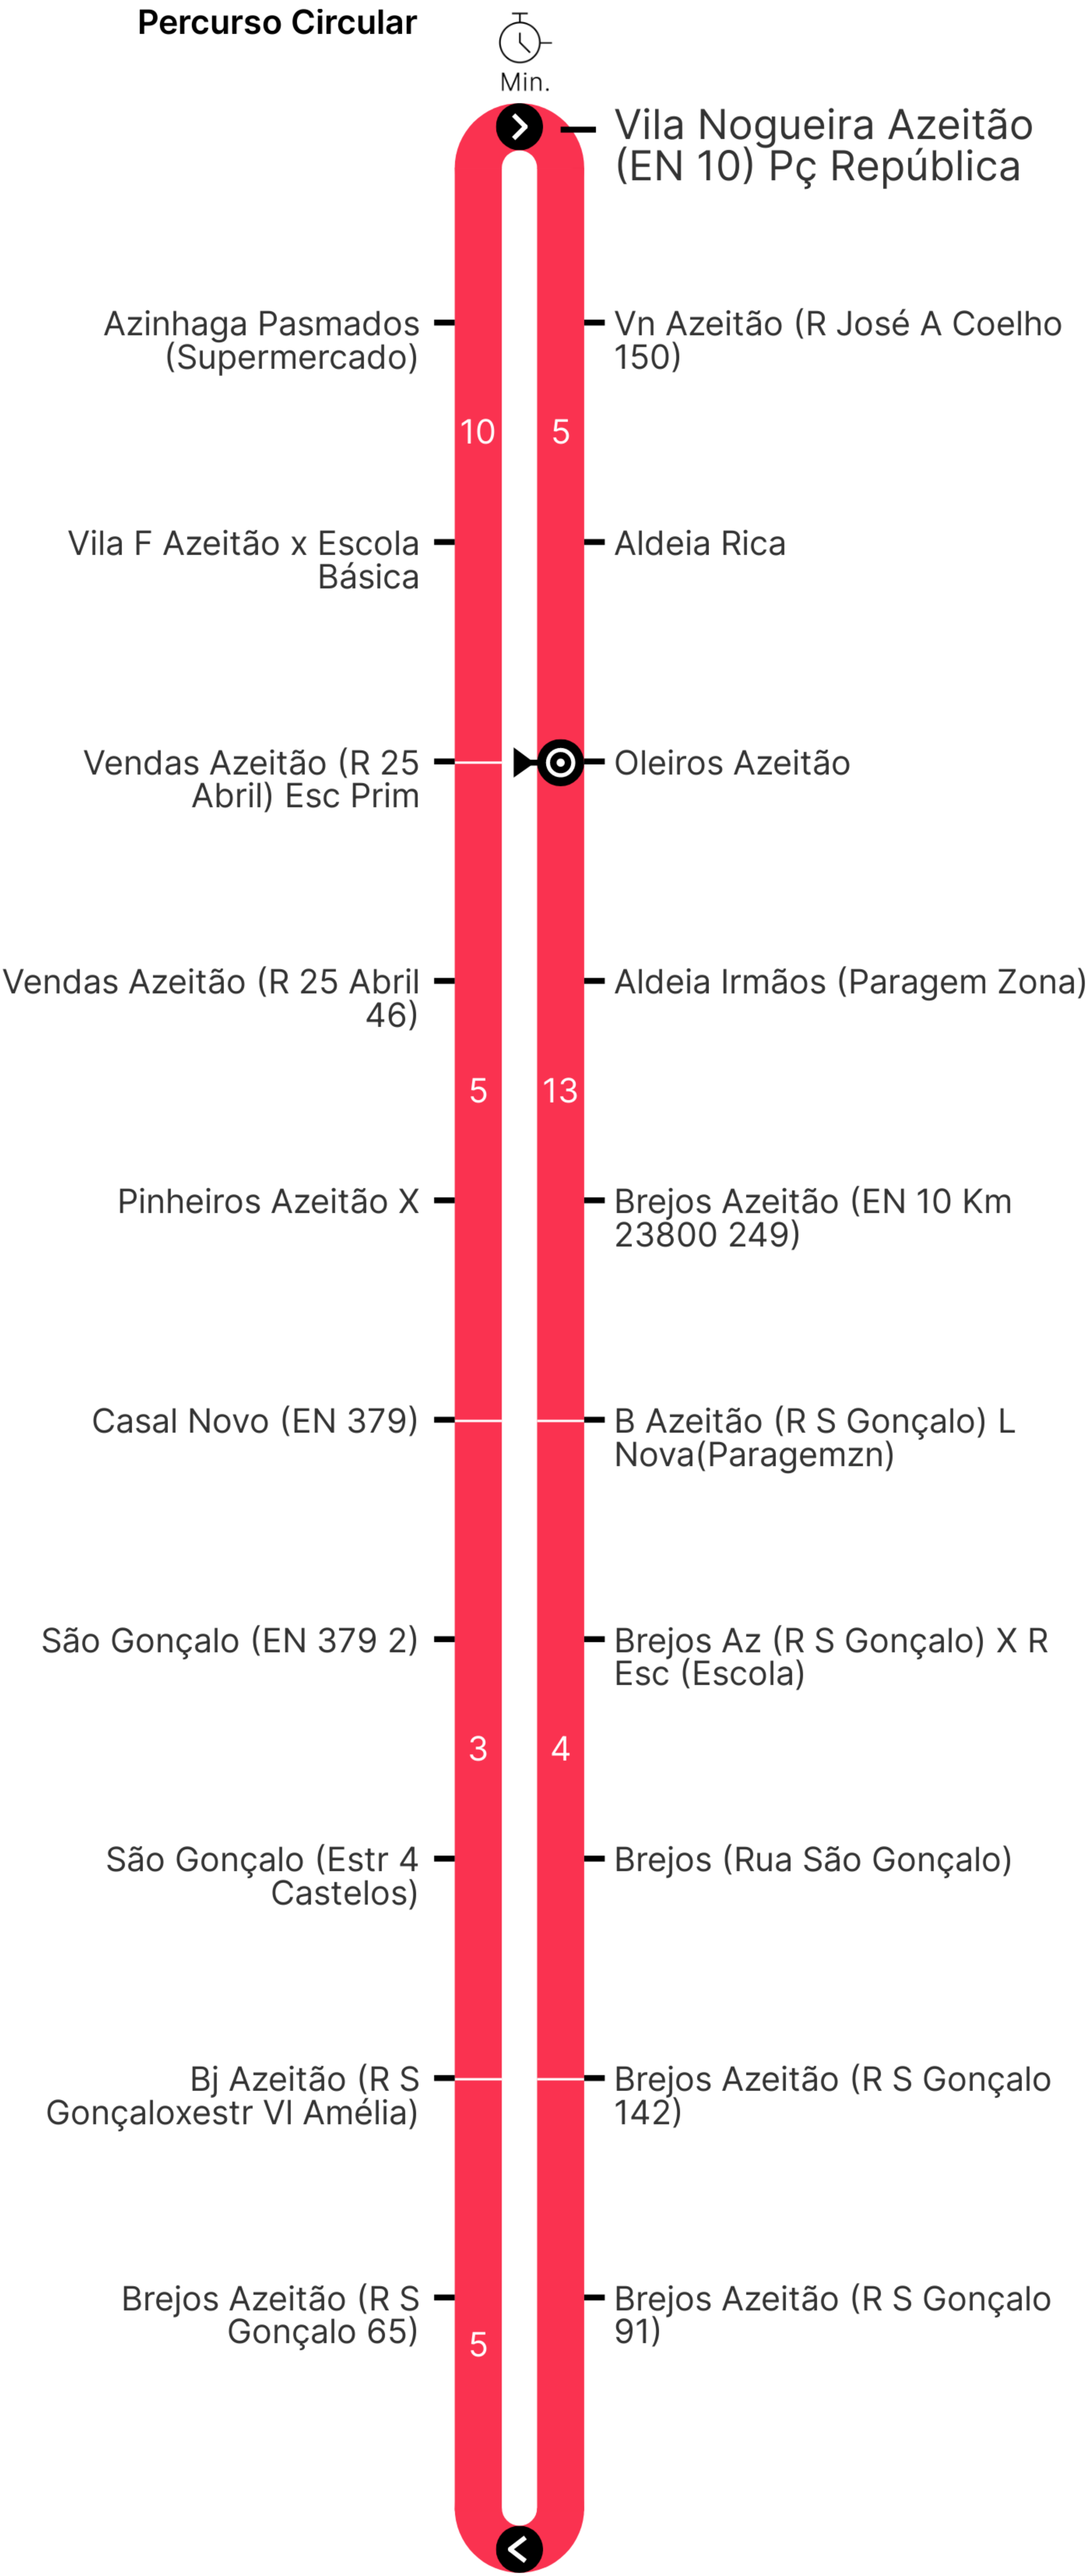 Percurso Circular
Min.
Vila Nogueira Azeitão
(EN 10) Pç República
Azinhaga Pasmados
(Supermercado)
Vn Azeitão (R José A Coelho
150)
10
5
Vila F Azeitão x Escola
Básica
Aldeia Rica
Vendas Azeitão (R 25
Abril) Esc Prim
Oleiros Azeitão
Vendas Azeitão (R 25 Abril
46)
Aldeia Irmãos (Paragem Zona)
5
13
Pinheiros Azeitão X
Brejos Azeitão (EN 10 Km
23800 249)
Casal Novo (EN 379)
B Azeitão (R S Gonçalo) L
Nova(Paragemzn)
São Gonçalo (EN 379 2)
Brejos Az (R S Gonçalo) X R
Esc (Escola)
3
4
São Gonçalo (Estr 4
Castelos)
Brejos (Rua São Gonçalo)
Bj Azeitão (R S
Gonçaloxestr Vl Amélia)
Brejos Azeitão (R S Gonçalo
142)
Brejos Azeitão (R S
Gonçalo 65)
Brejos Azeitão (R S Gonçalo
91)
5